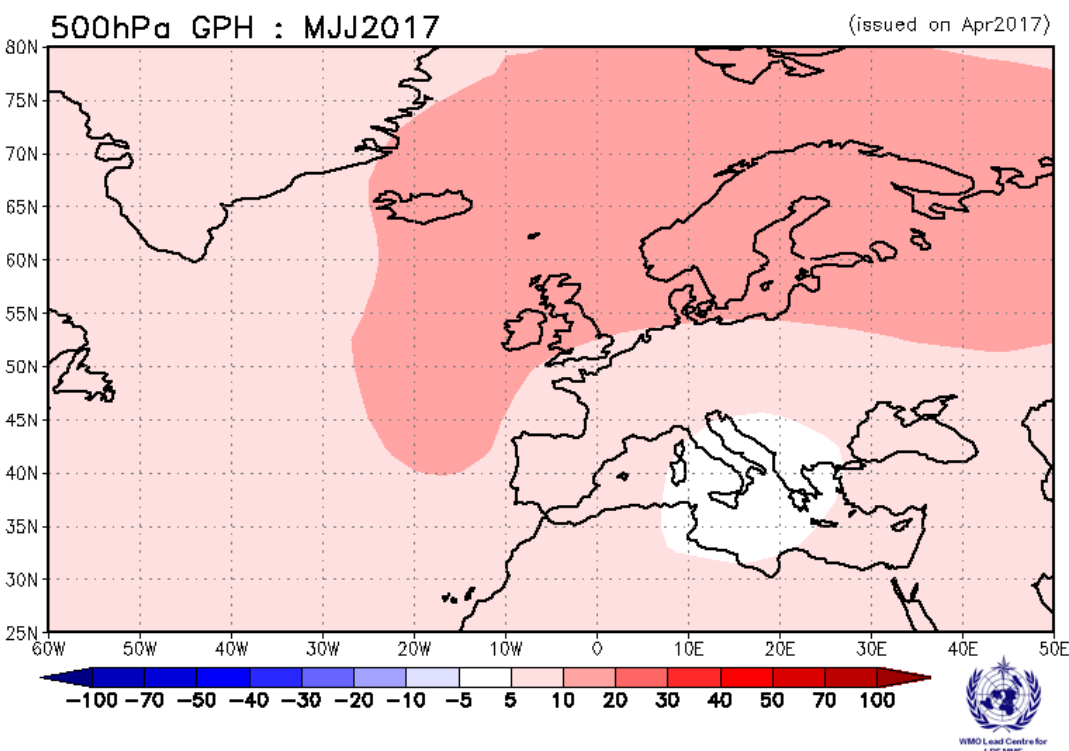 500hPa GPH : MJJ2017
(issued on Apr2017)
80N
75N
70N
65N
60N
55N
50N
45N
40N
35N
30N
25N
60W 50W 40W 30W 20W 10W 0 10E 20E 30E 40E 50E
−100 −70 −50 −40 −30 −20 −10 −5 5 10 20 30 40 50 70 100
WMO Lead Centre for